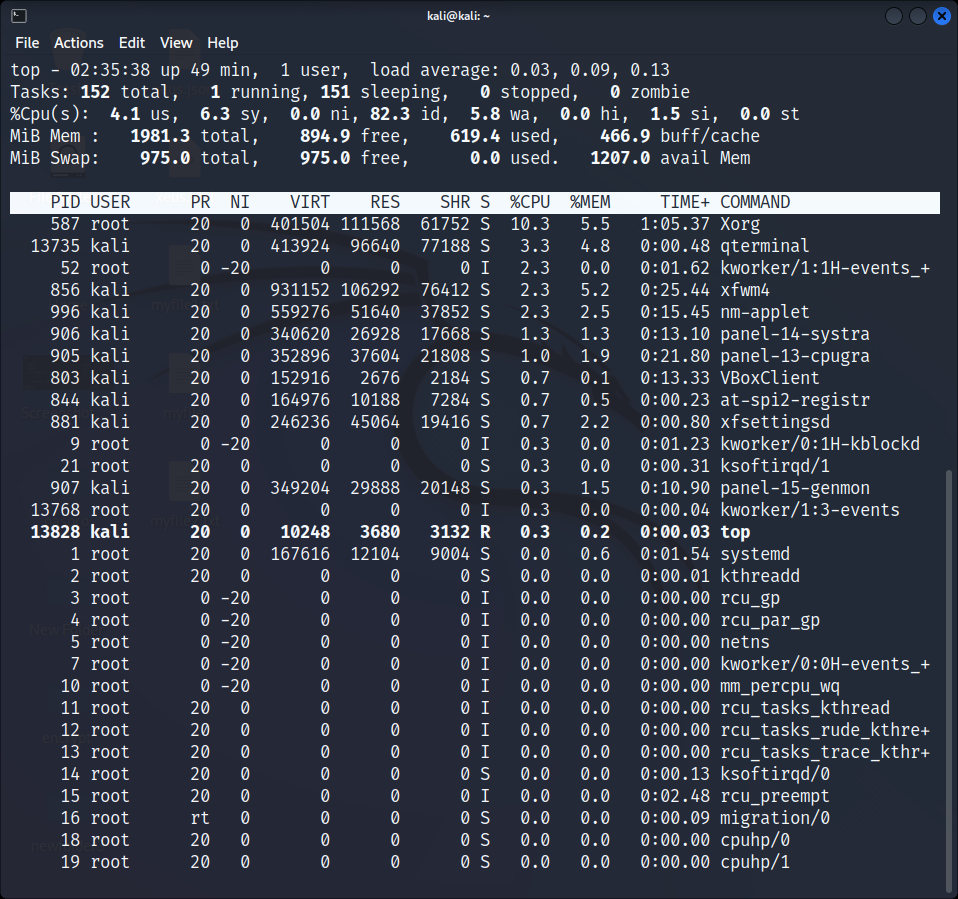 kali@kali: ~
File Actions Edit View Help
top - 02:35:38 up 49 min,  1 user,  load average: 0.03, 0.09, 0.13
Tasks: 152 total,   1 running, 151 sleeping,   0 stopped,   0 zombie
%Cpu(s):  4.1 us,  6.3 sy,  0.0 ni, 82.3 id,  5.8 wa,  0.0 hi,  1.5 si,  0.0 st
MiB Mem :   1981.3 total,    894.9 free,    619.4 used,    466.9 buff/cache
MiB Swap:    975.0 total,    975.0 free,      0.0 used.   1207.0 avail Mem
PID USER      PR  NI    VIRT    RES    SHR S  %CPU  %MEM     TIME+ COMMAND
587 root      20   0  401504 111568  61752 S  10.3   5.5   1:05.37 Xorg
13735 kali      20   0  413924  96640  77188 S   3.3   4.8   0:00.48 qterminal
52 root       0 -20       0      0      0 I   2.3   0.0   0:01.62 kworker/1:1H-events_+
856 kali      20   0  931152 106292  76412 S   2.3   5.2   0:25.44 xfwm4
996 kali      20   0  559276  51640  37852 S   2.3   2.5   0:15.45 nm-applet
906 kali      20   0  340620  26928  17668 S   1.3   1.3   0:13.10 panel-14-systra
905 kali      20   0  352896  37604  21808 S   1.0   1.9   0:21.80 panel-13-cpugra
803 kali      20   0  152916   2676   2184 S   0.7   0.1   0:13.33 VBoxClient
844 kali      20   0  164976  10188   7284 S   0.7   0.5   0:00.23 at-spi2-registr
881 kali      20   0  246236  45064  19416 S   0.7   2.2   0:00.80 xfsettingsd
9 root       0 -20       0      0      0 I   0.3   0.0   0:01.23 kworker/0:1H-kblockd
21 root      20   0       0      0      0 S   0.3   0.0   0:00.31 ksoftirqd/1
907 kali      20   0  349204  29888  20148 S   0.3   1.5   0:10.90 panel-15-genmon
13768 root      20   0       0      0      0 I   0.3   0.0   0:00.04 kworker/1:3-events
13828 kali      20   0   10248   3680   3132 R   0.3   0.2   0:00.03 top
1 root      20   0  167616  12104   9004 S   0.0   0.6   0:01.54 systemd
2 root      20   0       0      0      0 S   0.0   0.0   0:00.01 kthreadd
3 root       0 -20       0      0      0 I   0.0   0.0   0:00.00 rcu_gp
4 root       0 -20       0      0      0 I   0.0   0.0   0:00.00 rcu_par_gp
5 root       0 -20       0      0      0 I   0.0   0.0   0:00.00 netns
7 root       0 -20       0      0      0 I   0.0   0.0   0:00.00 kworker/0:0H-events_+
10 root       0 -20       0      0      0 I   0.0   0.0   0:00.00 mm_percpu_wq
11 root      20   0       0      0      0 I   0.0   0.0   0:00.00 rcu_tasks_kthread
12 root      20   0       0      0      0 I   0.0   0.0   0:00.00 rcu_tasks_rude_kthre+
13 root      20   0       0      0      0 I   0.0   0.0   0:00.00 rcu_tasks_trace_kthr+
14 root      20   0       0      0      0 S   0.0   0.0   0:00.13 ksoftirqd/0
15 root      20   0       0      0      0 I   0.0   0.0   0:02.48 rcu_preempt
16 root      rt   0       0      0      0 S   0.0   0.0   0:00.09 migration/0
18 root      20   0       0      0      0 S   0.0   0.0   0:00.00 cpuhp/0
19 root      20   0       0      0      0 S   0.0   0.0   0:00.00 cpuhp/1